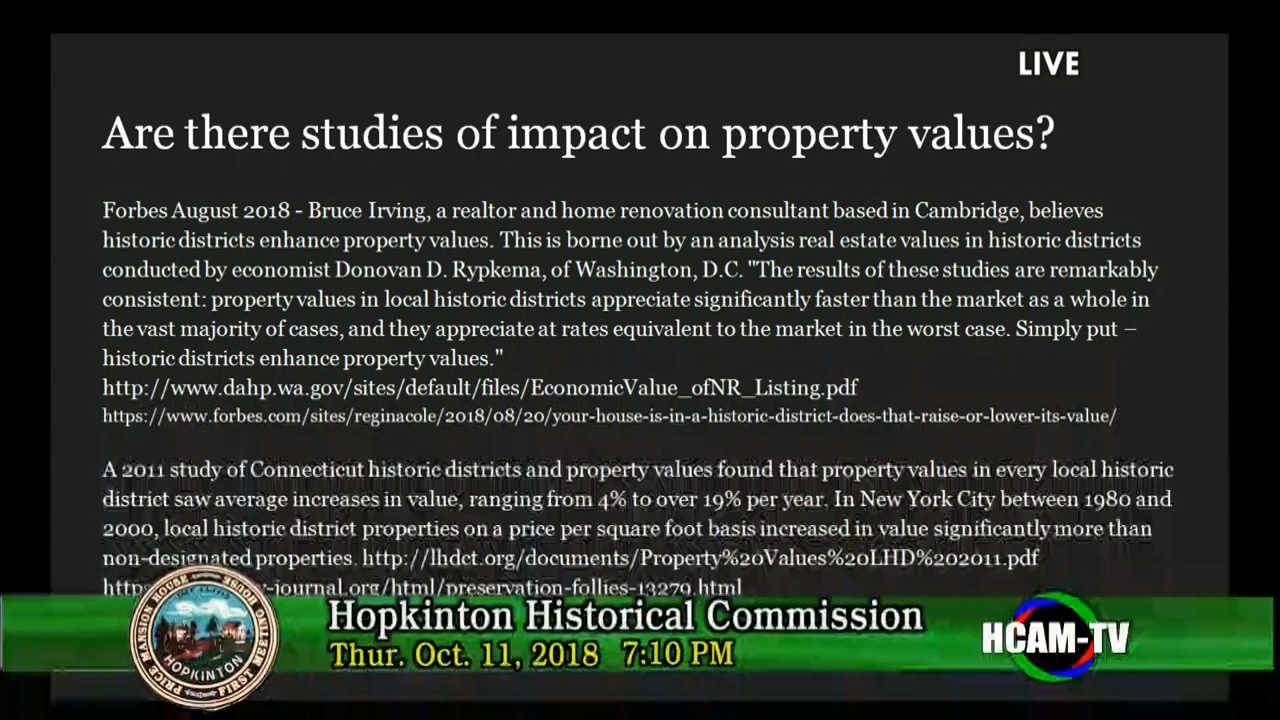 LIVE
Are there studies of impact on property values?
Forbes August 2018 - Bruce Irving, a realtor and home renovation consultant based in Cambridge, believes
historic districts enhance property values. This is borne out by an analysis real estate values in historic districts
conducted by economist Donovan D. Rypkema, of Washington, D.C. "The results of these studies are remarkably
consistent: property values in local historic districts appreciate significantly faster than the market as a whole in
the vast majority of cases, and they appreciate at rates equivalent to the market in the worst case. Simply put –
historic districts enhance property values."
http://www.dahp.wa.gov/sites/default/files/EconomicValue_ofNR_Listing.pdf
https://www.forbes.com/sites/reginacole/2018/08/20/your-house-is-in-a-historic-district-does-that-raise-or-lower-its-value/
A 2011 study of Connecticut historic districts and property values found that property values in every local historic
district saw average increases in value, ranging from 4% to over 19% per year. In New York City between 1980 and
2000, local historic district properties on a price per square foot basis increased in value significantly more than
non-designated properties. http://lhdct.org/documents/Property%20Values%20LHD%202011.pdf
-journal.org/html/preservation-follies-13279.html
PRICE MANSION HOUSE
FIRST MEETING HOUSE
HOPKINTON
Hopkinton Historical Commission
Thur. Oct. 11, 2018 7:10 PM
HCAM-TV